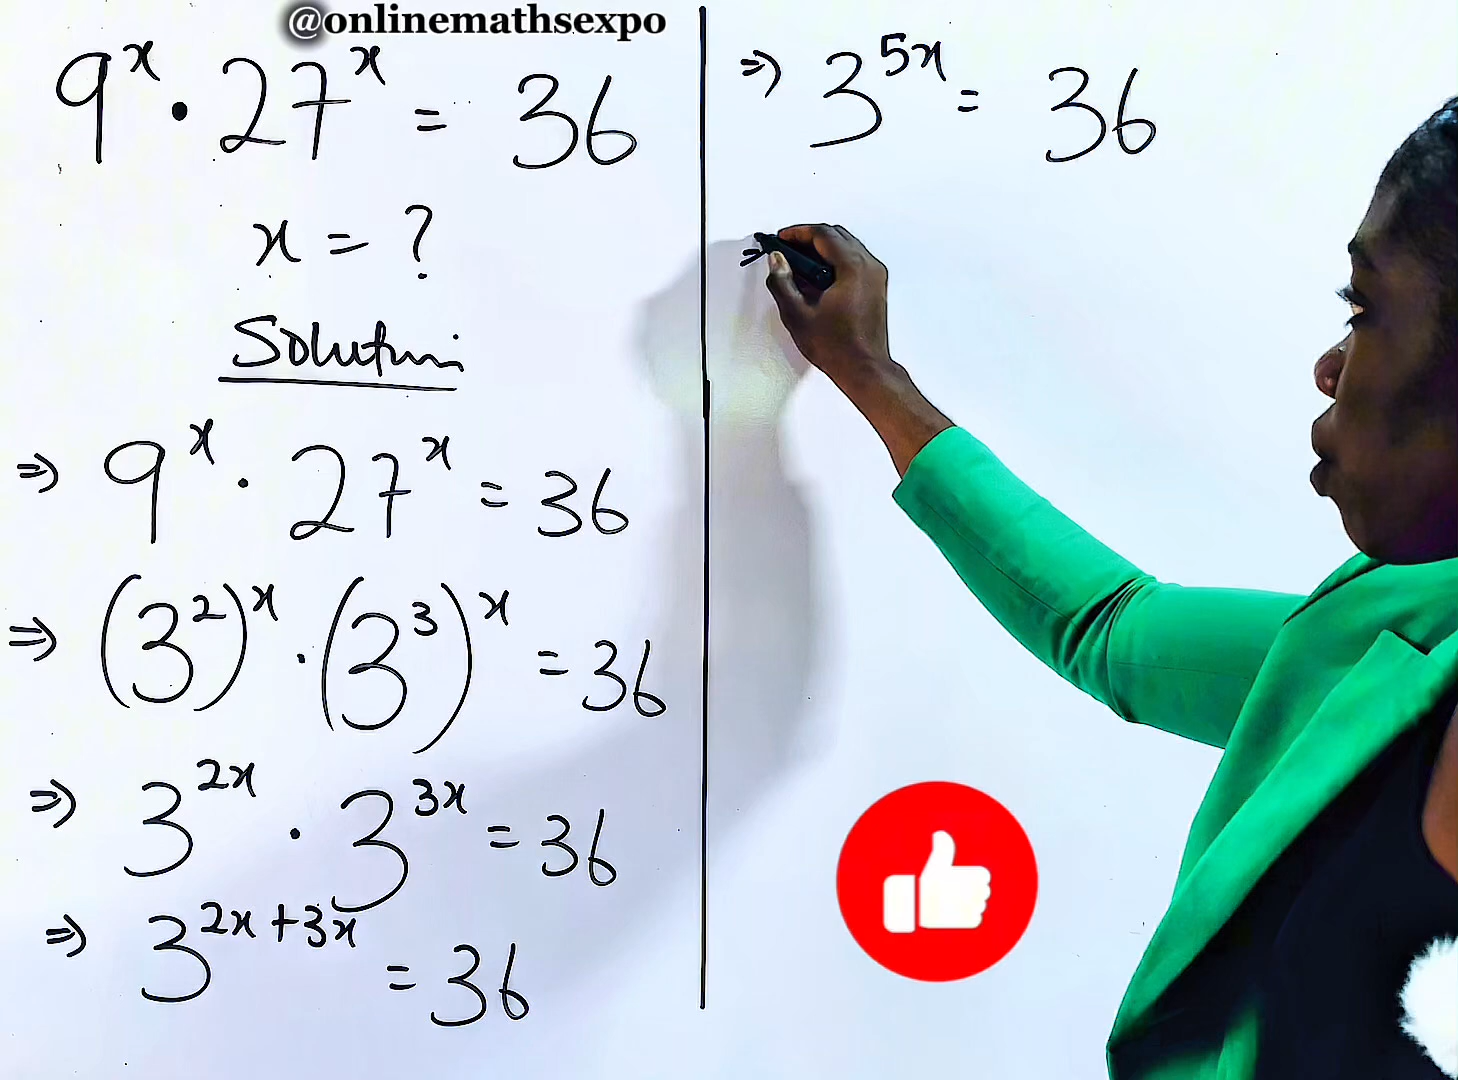 @onlinemathsexpo
9^x · 27^x = 36
x = ?
Solution
⇒ 9^x · 27^x = 36
⇒ (3^2)^x · (3^3)^x = 36
⇒ 3^2x · 3^3x = 36
⇒ 3^2x+3x = 36
⇒ 3^5x = 36